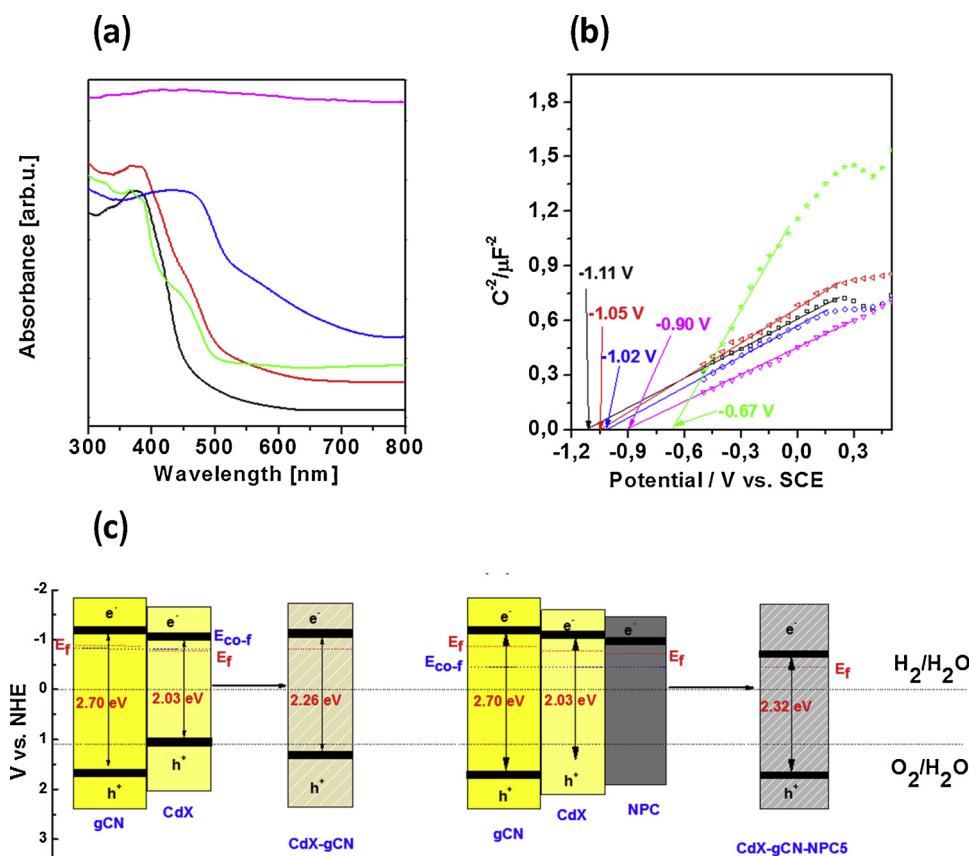 (a)
(b)
Absorbance [arb.u.]
300 400 500 600 700 800
Wavelength [nm]
C⁻²/μF⁻²
1,8
1,5
1,2
0,9
0,6
0,3
0,0
-1.11 V
-1.05 V
-1.02 V
-0.90 V
-0.67 V
-1,2 -0,9 -0,6 -0,3 0,0 0,3
Potential / V vs. SCE
(c)
V vs. NHE
-2
-1
0
1
2
3
e⁻
E_f
2.70 eV
h⁺
gCN
e⁻
E_co-f
E_f
2.03 eV
h⁺
CdX
e⁻
2.26 eV
h⁺
CdX-gCN
e⁻
E_f
E_co-f
2.70 eV
h⁺
gCN
e⁻
2.03 eV
h⁺
CdX
e⁻
E_f
NPC
e⁻
E_f
2.32 eV
h⁺
CdX-gCN-NPC5
H₂/H₂O
O₂/H₂O